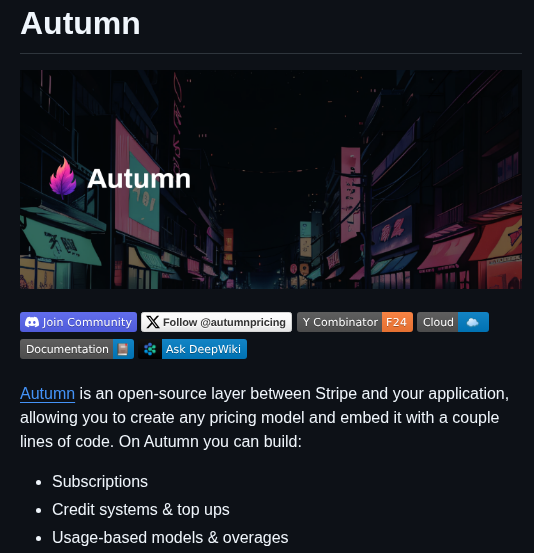 Autumn
Autumn
Join Community
Follow @autumnpricing
Y Combinator F24
Cloud
Documentation
Ask DeepWiki
Autumn is an open-source layer between Stripe and your application,
allowing you to create any pricing model and embed it with a couple
lines of code. On Autumn you can build:
Subscriptions
Credit systems & top ups
Usage-based models & overages